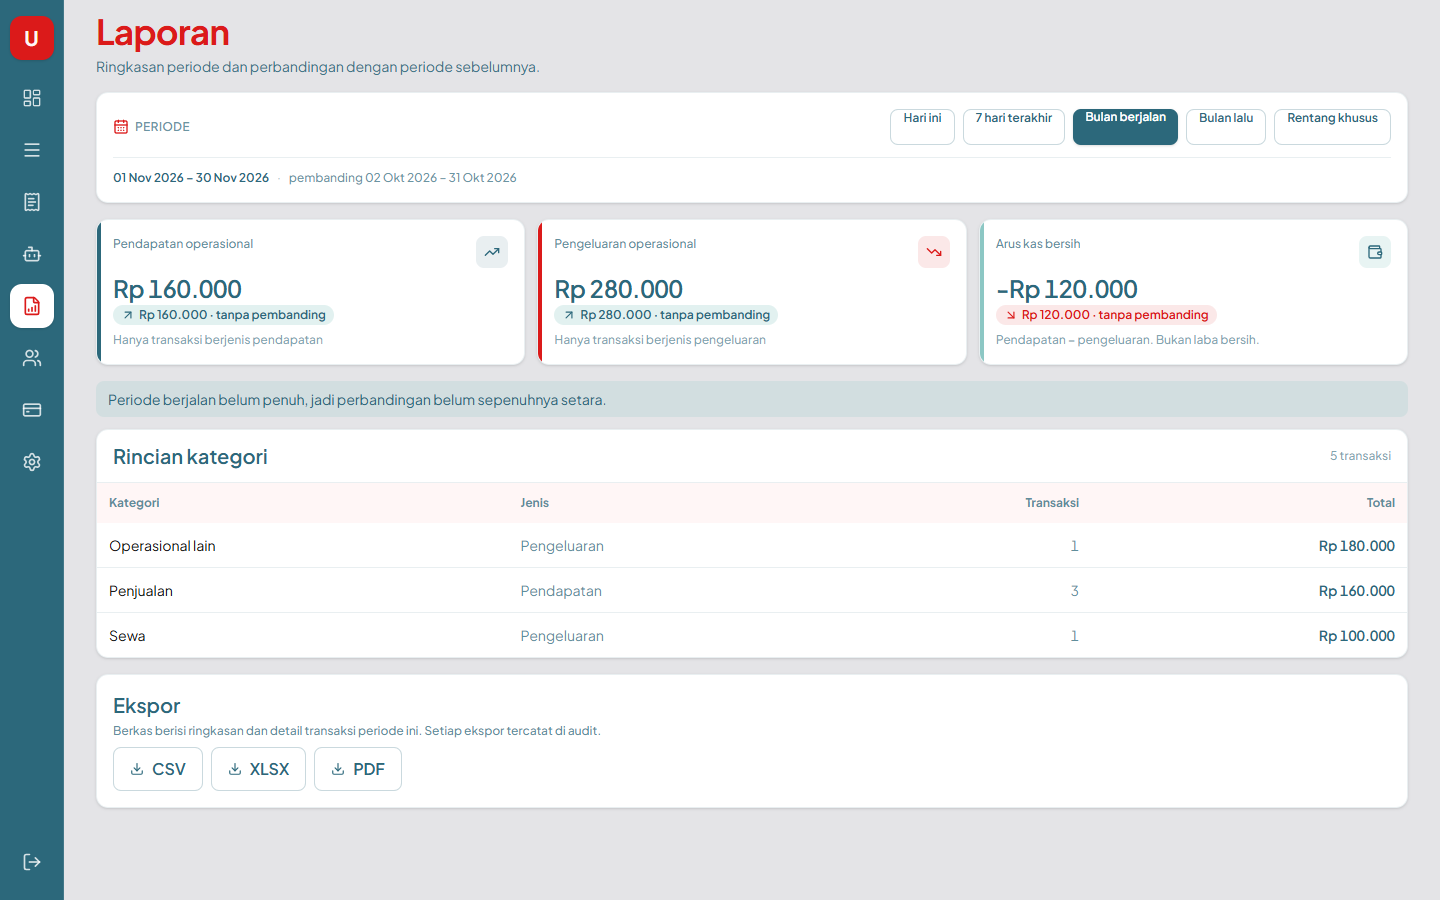 U
Laporan
Ringkasan periode dan perbandingan dengan periode sebelumnya.
PERIODE
Hari ini
7 hari terakhir
Bulan berjalan
Bulan lalu
Rentang khusus
01 Nov 2026 – 30 Nov 2026 · pembanding 02 Okt 2026 – 31 Okt 2026
Pendapatan operasional
Rp 160.000
Rp 160.000 · tanpa pembanding
Hanya transaksi berjenis pendapatan
Pengeluaran operasional
Rp 280.000
Rp 280.000 · tanpa pembanding
Hanya transaksi berjenis pengeluaran
Arus kas bersih
−Rp 120.000
Rp 120.000 · tanpa pembanding
Pendapatan − pengeluaran. Bukan laba bersih.
Periode berjalan belum penuh, jadi perbandingan belum sepenuhnya setara.
Rincian kategori
5 transaksi
Kategori Jenis Transaksi Total
Operasional lain Pengeluaran 1 Rp 180.000
Penjualan Pendapatan 3 Rp 160.000
Sewa Pengeluaran 1 Rp 100.000
Ekspor
Berkas berisi ringkasan dan detail transaksi periode ini. Setiap ekspor tercatat di audit.
CSV
XLSX
PDF